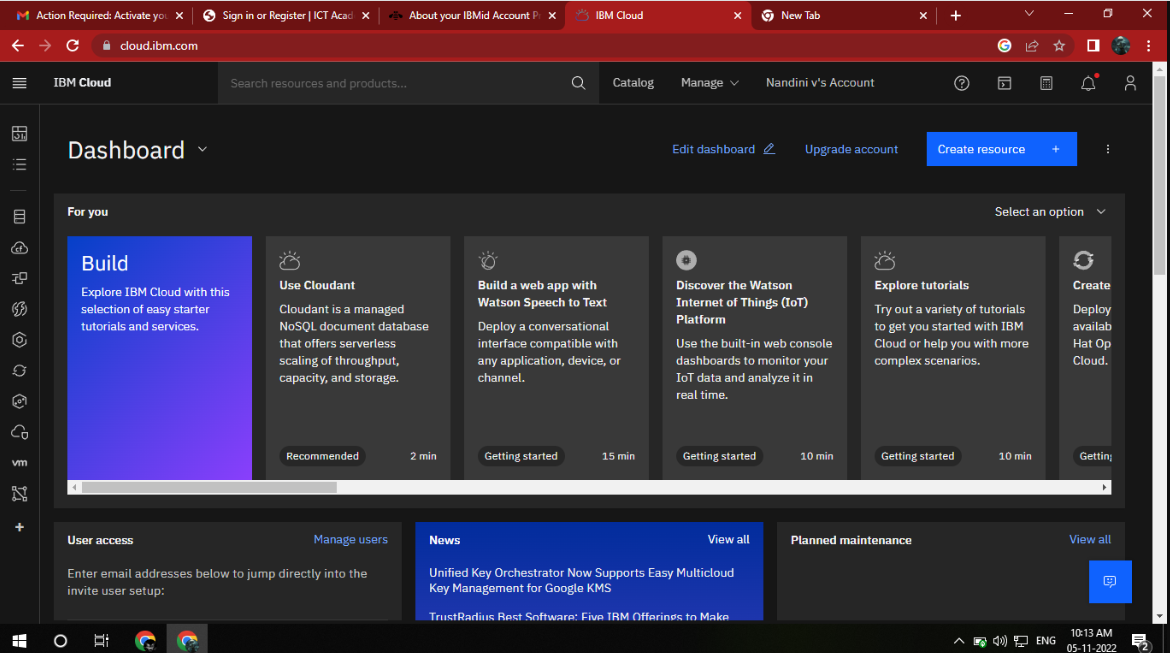 Action Required: Activate you
Sign in or Register | ICT Acad
About your IBMid Account P
IBM Cloud
New Tab
cloud.ibm.com
IBM Cloud
Search resources and products...
Catalog
Manage
Nandini v's Account
Dashboard
Edit dashboard
Upgrade account
Create resource +
For you
Select an option
Build
Explore IBM Cloud with this
selection of easy starter
tutorials and services.
Use Cloudant
Cloudant is a managed
NoSQL document database
that offers serverless
scaling of throughput,
capacity, and storage.
Recommended
2 min
Build a web app with
Watson Speech to Text
Deploy a conversational
interface compatible with
any application, device, or
channel.
Getting started
15 min
Discover the Watson
Internet of Things (IoT)
Platform
Use the built-in web console
dashboards to monitor your
IoT data and analyze it in
real time.
Getting started
10 min
Explore tutorials
Try out a variety of tutorials
to get you started with IBM
Cloud or help you with more
complex scenarios.
Getting started
10 min
Create
Deploy
availab
Hat Op
Cloud.
Getting
vm
User access
Manage users
Enter email addresses below to jump directly into the
invite user setup:
News
View all
Unified Key Orchestrator Now Supports Easy Multicloud
Key Management for Google KMS
TrustRadius Best Software: Five IBM Offerings to Make
Planned maintenance
View all
ENG
10:13 AM
05-11-2022
2